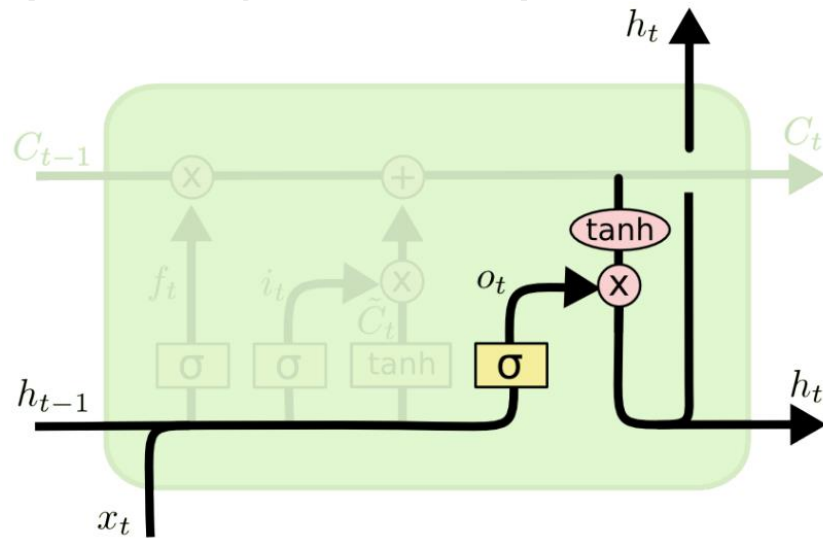 h_t
C_{t-1} C_t
x +
tanh
f_t i_t x o_t x
C̃_t
σ σ tanh σ
h_{t-1} h_t
x_t